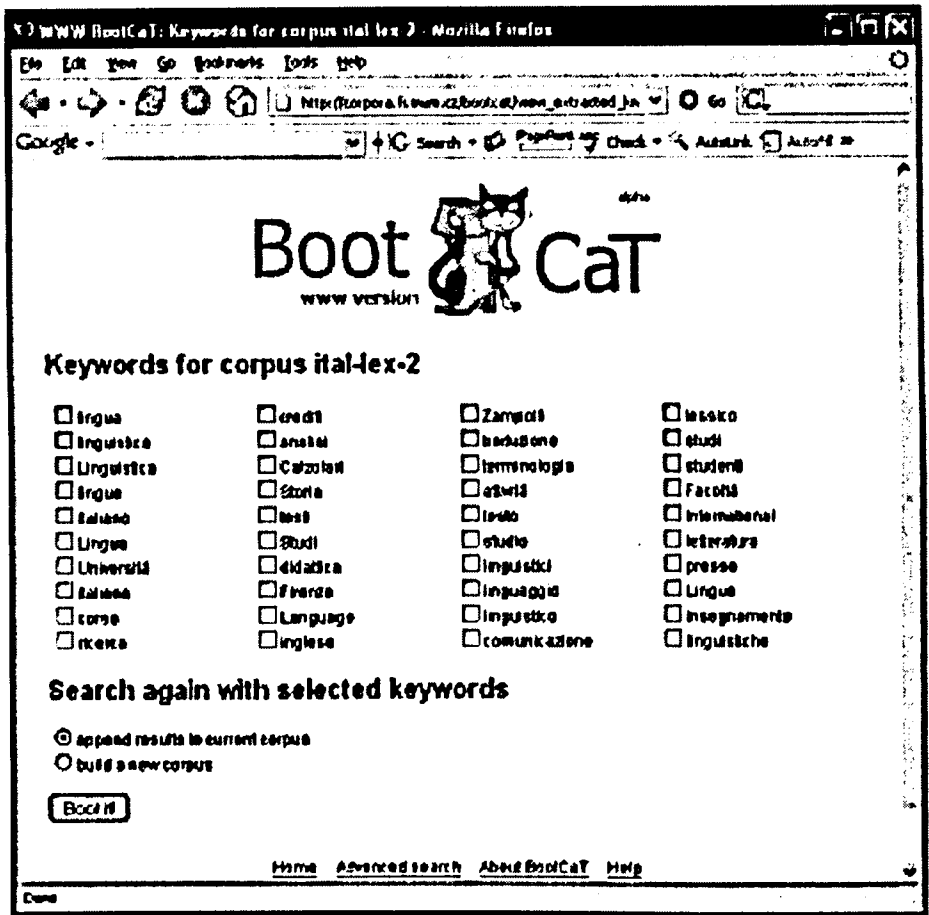 WWW BootCaT: Keywords for corpus ital-lex-2 - Mozilla Firefox
File Edit View Go Bookmarks Tools Help
Go
Google Search PageRank Check AutoLink AutoFill
alpha
Boot CaT
www version
Keywords for corpus ital-lex-2
lingua crediti Zampolli lessico
linguistica analisi traduzione studi
Linguistica Calzolari terminologia studenti
lingue Storia attività Facoltà
italiano testi testo International
Lingua Studi studio letteratura
Università didattica linguistici presso
italiana Firenze linguaggio Lingue
corso Language linguistico insegnamento
ricerca inglese comunicazione linguistiche
Search again with selected keywords
append results to current corpus
build a new corpus
Boot it!
Home Advanced search About BootCaT Help
Done